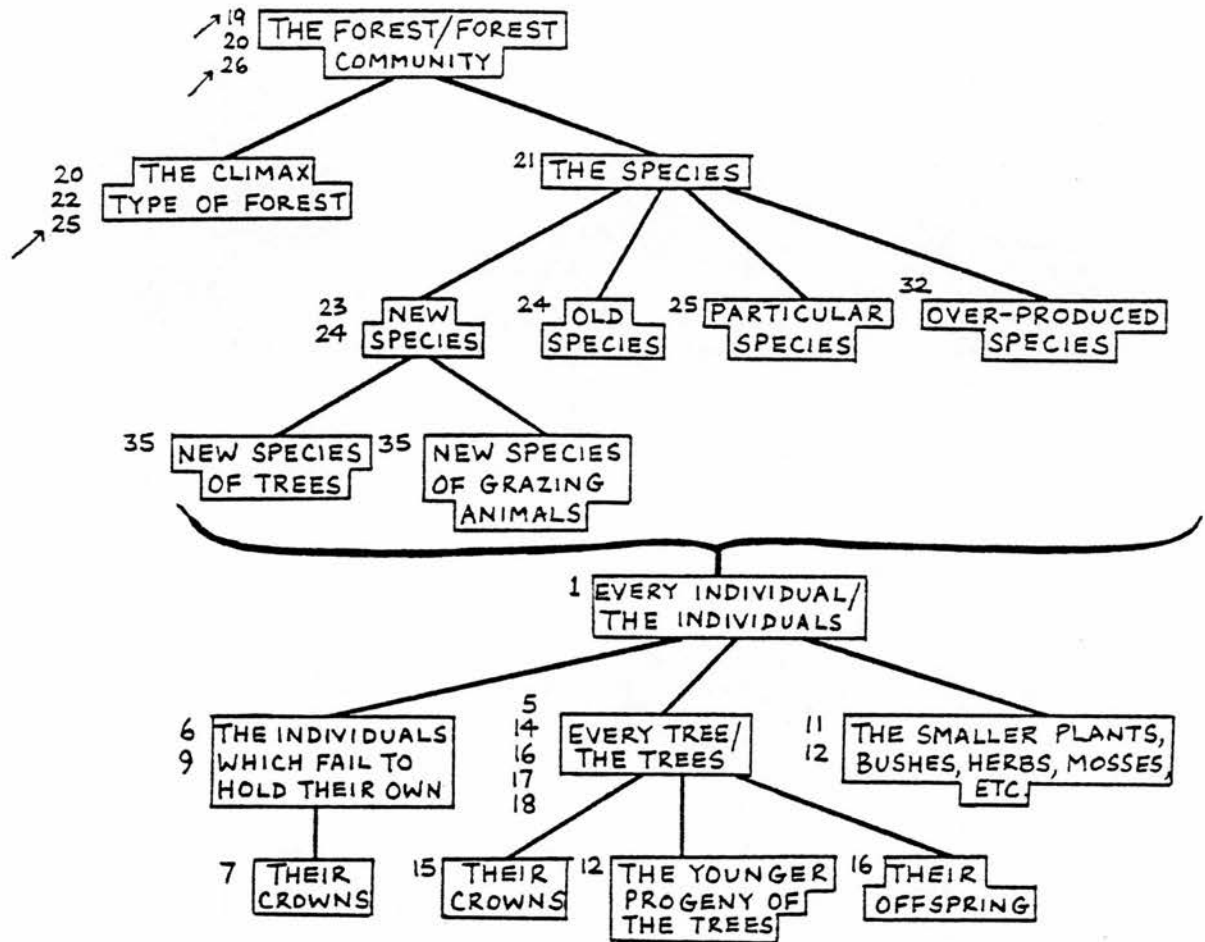 ↗ 19
20
↗ 26
THE FOREST/FOREST
COMMUNITY
20
22
↗ 25
THE CLIMAX
TYPE OF FOREST
21
THE SPECIES
23
24
NEW
SPECIES
24
OLD
SPECIES
25
PARTICULAR
SPECIES
32
OVER-PRODUCED
SPECIES
35
NEW SPECIES
OF TREES
35
NEW SPECIES
OF GRAZING
ANIMALS
1
EVERY INDIVIDUAL/
THE INDIVIDUALS
6
9
THE INDIVIDUALS
WHICH FAIL TO
HOLD THEIR OWN
5
14
16
17
18
EVERY TREE/
THE TREES
11
12
THE SMALLER PLANTS,
BUSHES, HERBS, MOSSES,
ETC.
7
THEIR
CROWNS
15
THEIR
CROWNS
12
THE YOUNGER
PROGENY OF
THE TREES
16
THEIR
OFFSPRING